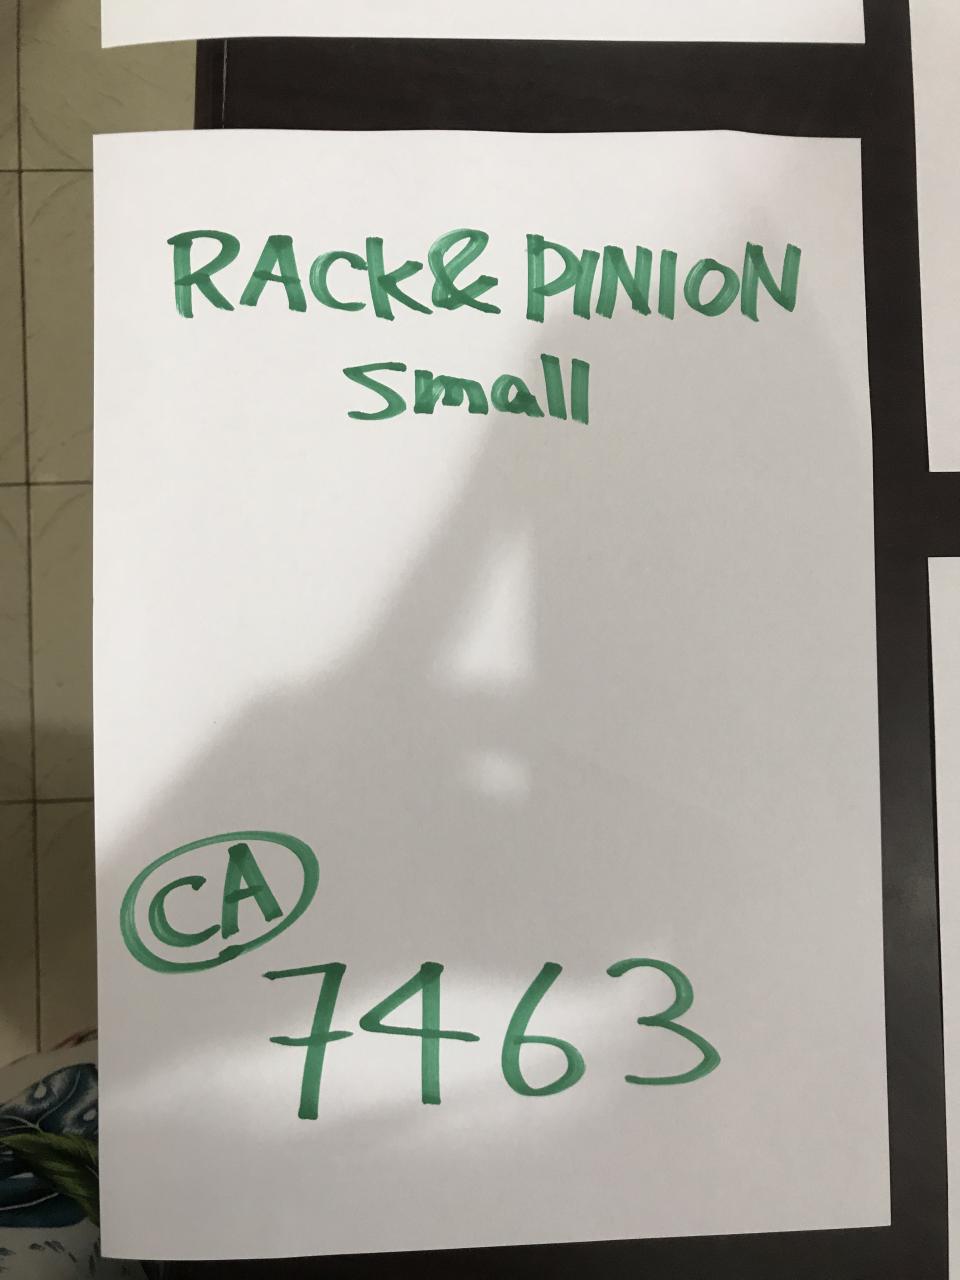 RACK & PINION
Small
CA
7463